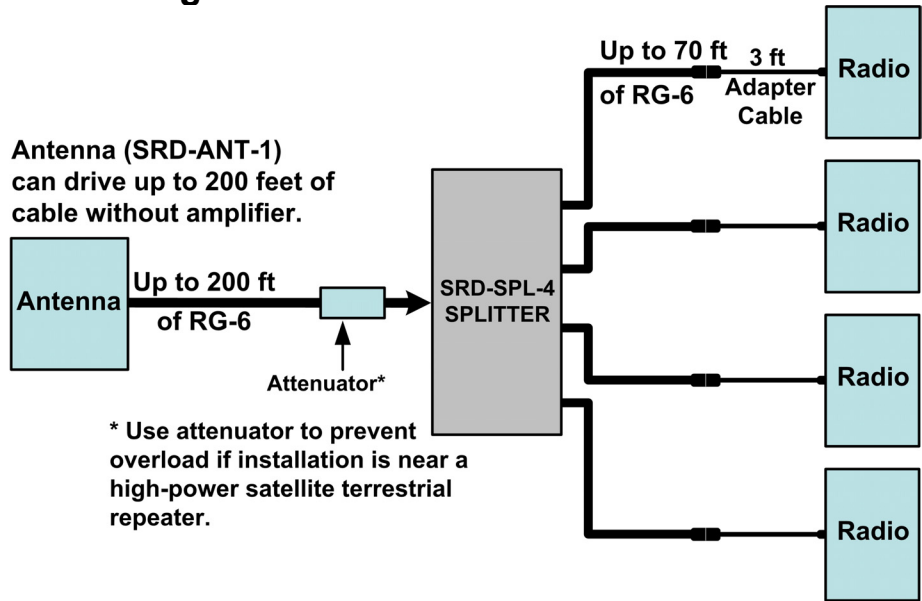 Antenna (SRD-ANT-1)
can drive up to 200 feet of
cable without amplifier.
Antenna
Up to 200 ft
of RG-6
Attenuator*
* Use attenuator to prevent
overload if installation is near a
high-power satellite terrestrial
repeater.
SRD-SPL-4
SPLITTER
Up to 70 ft
of RG-6
3 ft
Adapter
Cable
Radio
Radio
Radio
Radio